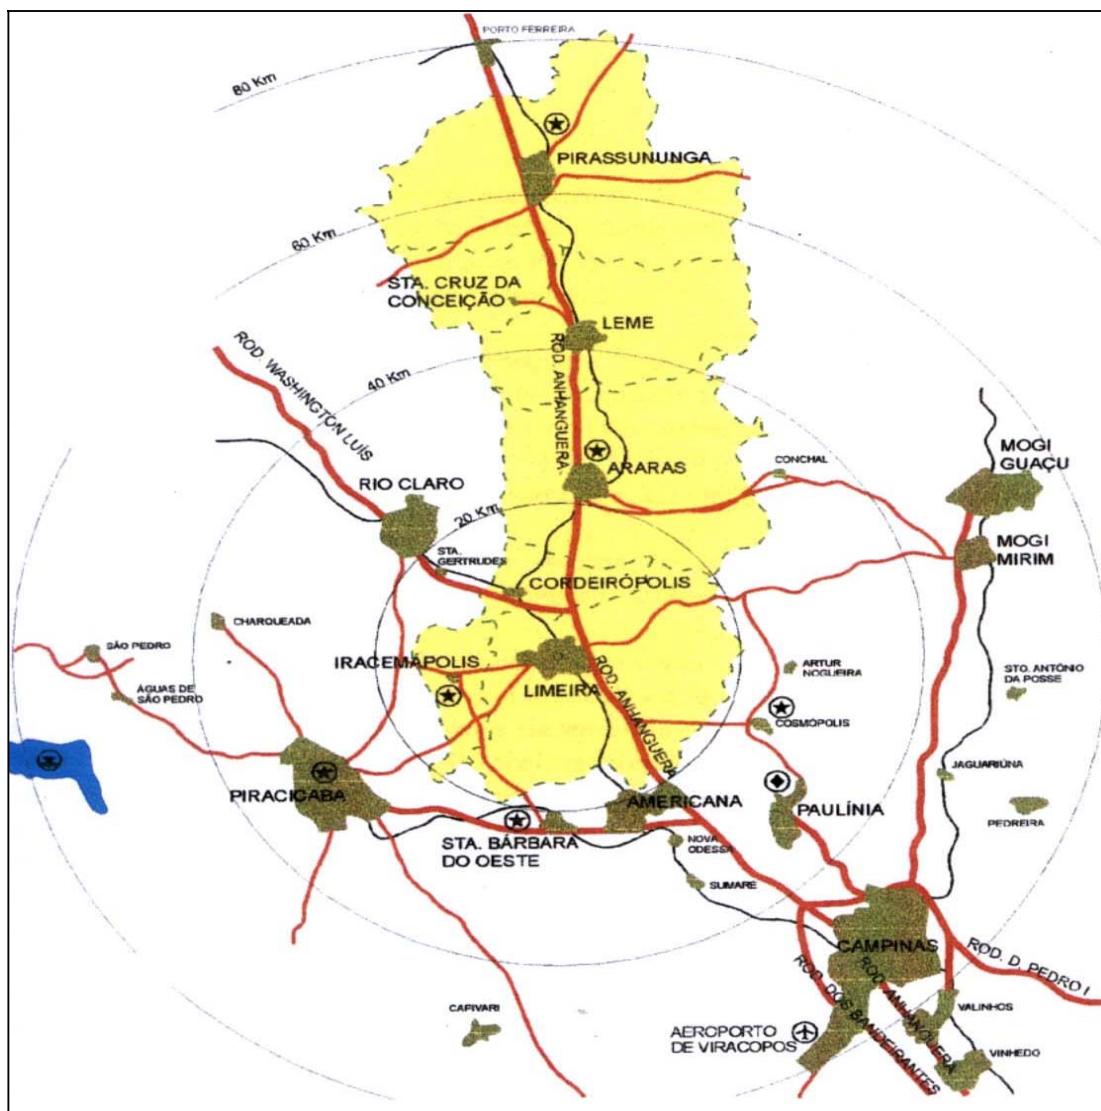 PORTO FERREIRA
80 Km
PIRASSUNUNGA
60 Km
STA. CRUZ DA
CONCEIÇÃO
LEME
ROD. WASHINGTON LUÍS
40 Km
ROD. ANHANGUERA
ARARAS
CONCHAL
MOGI
GUAÇU
RIO CLARO
20 Km
MOGI
MIRIM
STA.
GERTRUDES
CORDEIRÓPOLIS
CHARQUEADA
SÃO PEDRO
IRACEMÁPOLIS
LIMEIRA
ROD. ANHANGUERA
ARTUR
NOGUEIRA
STO. ANTÔNIO
DA POSSE
ÁGUAS DE
SÃO PEDRO
COSMÓPOLIS
JAGUARIÚNA
PIRACICABA
AMERICANA
PAULÍNIA
PEDREIRA
STA. BÁRBARA
DO OESTE
NOVA
ODESSA
SUMARÉ
CAMPINAS
ROD. D. PEDRO I
ROD. DOS BANDEIRANTES
ROD. ANHANGUERA
CAPIVARI
VALINHOS
AEROPORTO
DE VIRACOPOS
VINHEDO